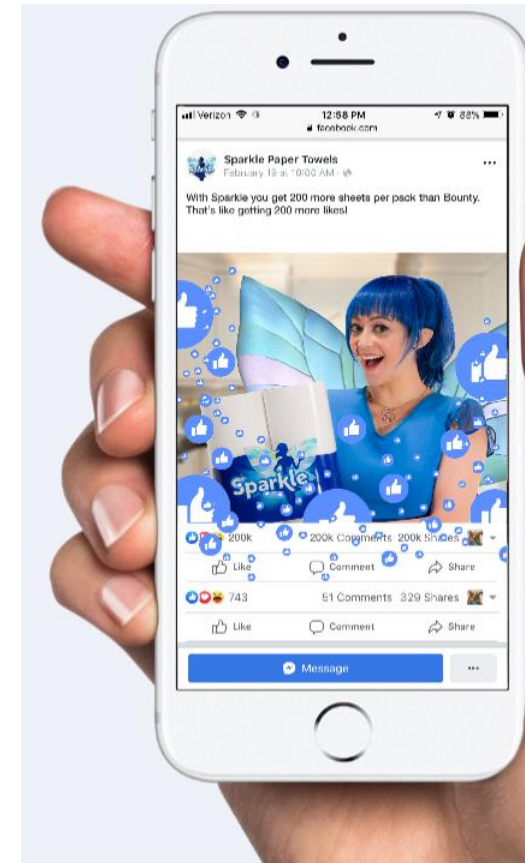 Verizon
12:58 PM
88%
facebook.com
Sparkle Paper Towels
February 19 at 10:00 AM
With Sparkle you get 200 more sheets per pack than Bounty.
That's like getting 200 more likes!
Sparkle
200k 200k Comments 200k Shares
Like Comment Share
743 51 Comments 329 Shares
Like Comment Share
Message